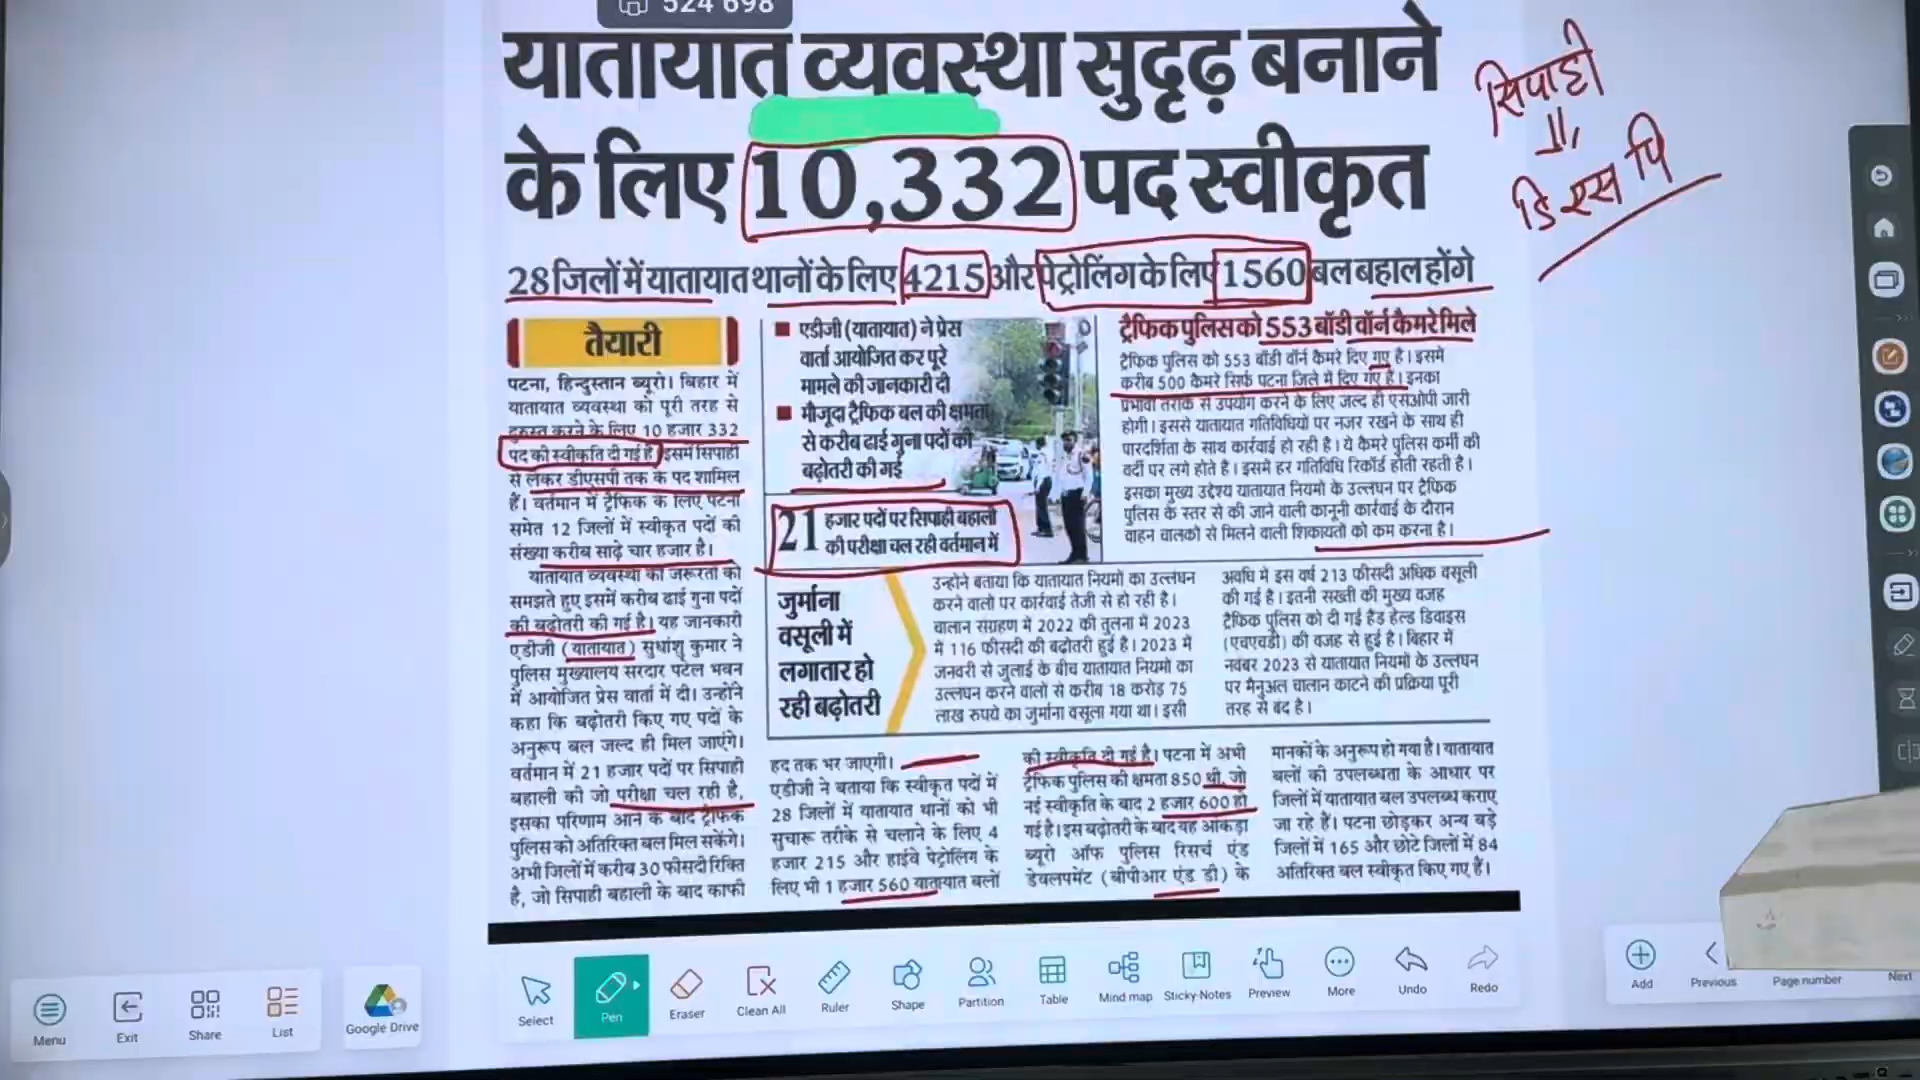 524 698
यातायात व्यवस्था सुदृढ़ बनाने
के लिए 10,332 पद स्वीकृत
सिपाही
डि एस पि
28 जिलों में यातायात थानों के लिए 4215 और पेट्रोलिंग के लिए 1560 बल बहाल होंगे
तैयारी
पटना, हिन्दुस्तान ब्यूरो। बिहार में
यातायात व्यवस्था को पूरी तरह से
दुरुस्त करने के लिए 10 हजार 332
पद की स्वीकृति दी गई है। इसमें सिपाही
से लेकर डीएसपी तक के पद शामिल
हैं। वर्तमान में ट्रैफिक के लिए पटना
समेत 12 जिलों में स्वीकृत पदों की
संख्या करीब साढ़े चार हजार है।
यातायात व्यवस्था की जरूरतों को
समझते हुए इसमें करीब ढाई गुना पदों
की बढ़ोतरी की गई है। यह जानकारी
एडीजी (यातायात) सुधांशु कुमार ने
पुलिस मुख्यालय सरदार पटेल भवन
में आयोजित प्रेस वार्ता में दी। उन्होंने
कहा कि बढ़ोतरी किए गए पदों के
अनुरूप बल जल्द ही मिल जाएंगे।
वर्तमान में 21 हजार पदों पर सिपाही
बहाली की जो परीक्षा चल रही है,
इसका परिणाम आने के बाद ट्रैफिक
पुलिस को अतिरिक्त बल मिल सकेंगे।
अभी जिलों में करीब 30 फीसदी रिक्ति
है, जो सिपाही बहाली के बाद काफी
एडीजी (यातायात) ने प्रेस
वार्ता आयोजित कर पूरे
मामले की जानकारी दी
मौजूदा ट्रैफिक बल की क्षमता
से करीब ढाई गुना पदों की
बढ़ोतरी की गई
21 हजार पदों पर सिपाही बहाली
की परीक्षा चल रही वर्तमान में
ट्रैफिक पुलिस को 553 बॉडी वॉर्न कैमरे मिले
ट्रैफिक पुलिस को 553 बॉडी वॉर्न कैमरे दिए गए है। इसमें
करीब 500 कैमरे सिर्फ पटना जिले में दिए गए है। इनका
प्रभावी तरीके से उपयोग करने के लिए जल्द ही एसओपी जारी
होगी। इससे यातायात गतिविधियों पर नजर रखने के साथ ही
पारदर्शिता के साथ कार्रवाई हो रही है। ये कैमरे पुलिस कर्मी की
वर्दी पर लगे होते है। इसमें हर गतिविधि रिकॉर्ड होती रहती है।
इसका मुख्य उद्देश्य यातायात नियमों के उल्लंघन पर ट्रैफिक
पुलिस के स्तर से की जाने वाली कानूनी कार्रवाई के दौरान
वाहन चालकों से मिलने वाली शिकायतों को कम करना है।
जुर्माना
वसूली में
लगातार हो
रही बढ़ोतरी
उन्होंने बताया कि यातायात नियमों का उल्लंघन
करने वालों पर कार्रवाई तेजी से हो रही है।
चालान संग्रहण में 2022 की तुलना में 2023
में 116 फीसदी की बढ़ोतरी हुई है। 2023 में
जनवरी से जुलाई के बीच यातायात नियमों का
उल्लंघन करने वालों से करीब 18 करोड़ 75
लाख रुपये का जुर्माना वसूला गया था। इसी
अवधि में इस वर्ष 213 फीसदी अधिक वसूली
की गई है। इतनी सख्ती की मुख्य वजह
ट्रैफिक पुलिस को दी गई हैंड हेल्ड डिवाइस
(एचएचडी) की वजह से हुई है। बिहार में
नवंबर 2023 से यातायात नियमों के उल्लंघन
पर मैनुअल चालान काटने की प्रक्रिया पूरी
तरह से बंद है।
हद तक भर जाएगी।
एडीजी ने बताया कि स्वीकृत पदों में
28 जिलों में यातायात थानों को भी
सुचारू तरीके से चलाने के लिए 4
हजार 215 और हाईवे पेट्रोलिंग के
लिए भी 1 हजार 560 यातायात बलों
की स्वीकृति दी गई है। पटना में अभी
ट्रैफिक पुलिस की क्षमता 850 थी, जो
नई स्वीकृति के बाद 2 हजार 600 हो
गई है। इस बढ़ोतरी के बाद यह आंकड़ा
ब्यूरो ऑफ पुलिस रिसर्च एंड
डेवलपमेंट (बीपीआर एंड डी) के
मानकों के अनुरूप हो गया है। यातायात
बलों की उपलब्धता के आधार पर
जिलों में यातायात बल उपलब्ध कराए
जा रहे हैं। पटना छोड़कर अन्य बड़े
जिलों में 165 और छोटे जिलों में 84
अतिरिक्त बल स्वीकृत किए गए हैं।
Menu
Exit
Share
List
Google Drive
Select
Pen
Eraser
Clean All
Ruler
Shape
Partition
Table
Mind map
Sticky Notes
Preview
More
Undo
Redo
Add
Previous
Page number
Next